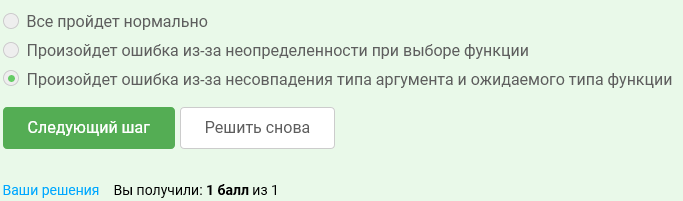 Все пройдет нормально
Произойдет ошибка из-за неопределенности при выборе функции
Произойдет ошибка из-за несовпадения типа аргумента и ожидаемого типа функции
Следующий шаг Решить снова
Ваши решения Вы получили: 1 балл из 1